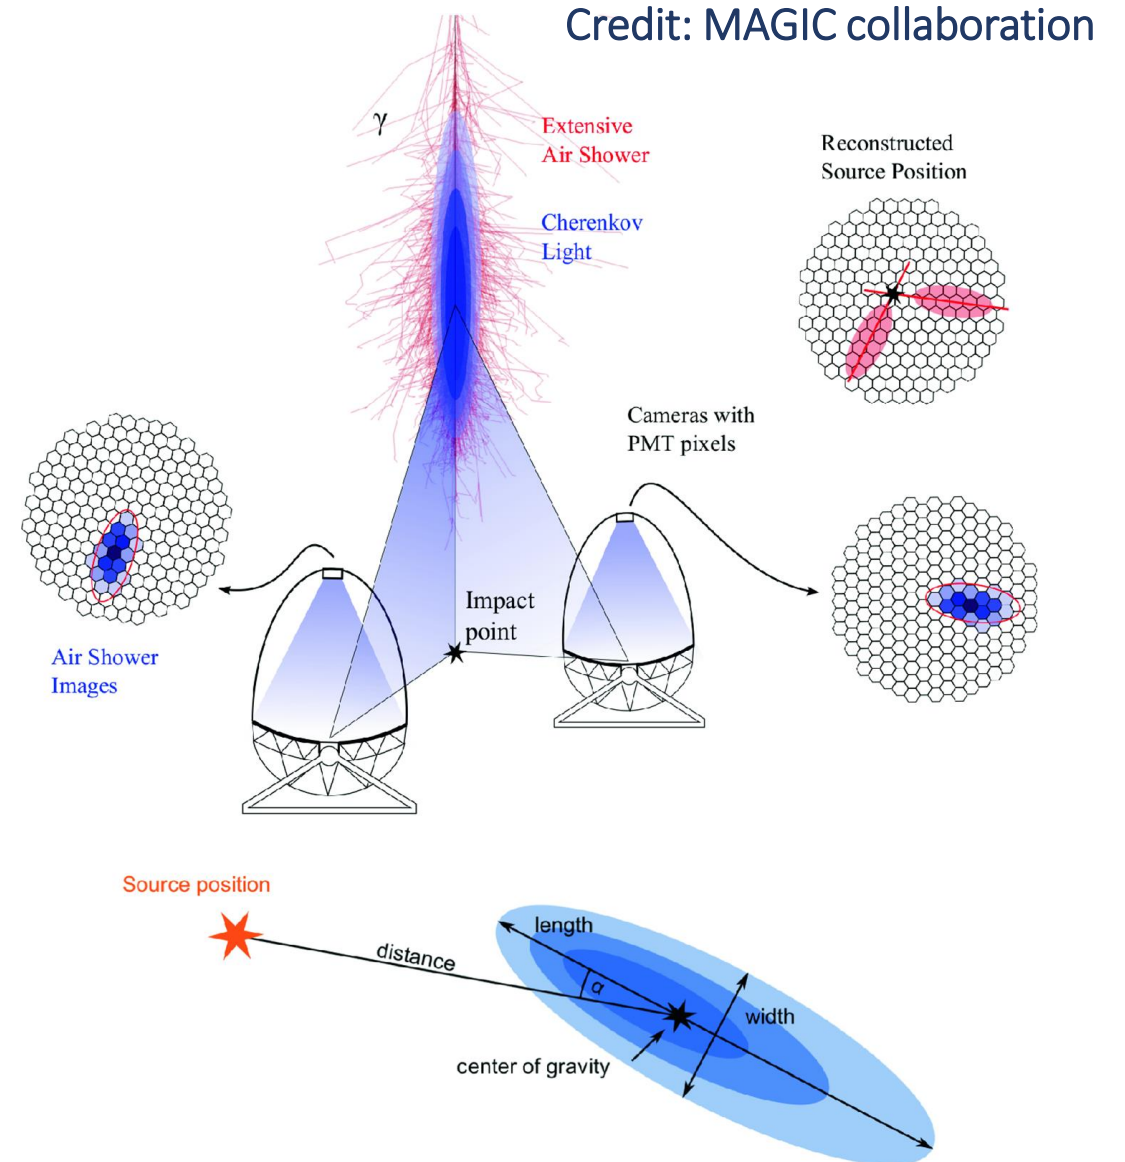 Credit: MAGIC collaboration
γ
Extensive
Air Shower
Cherenkov
Light
Reconstructed
Source Position
Cameras with
PMT pixels
Impact
point
Air Shower
Images
Source position
distance
length
α
width
center of gravity